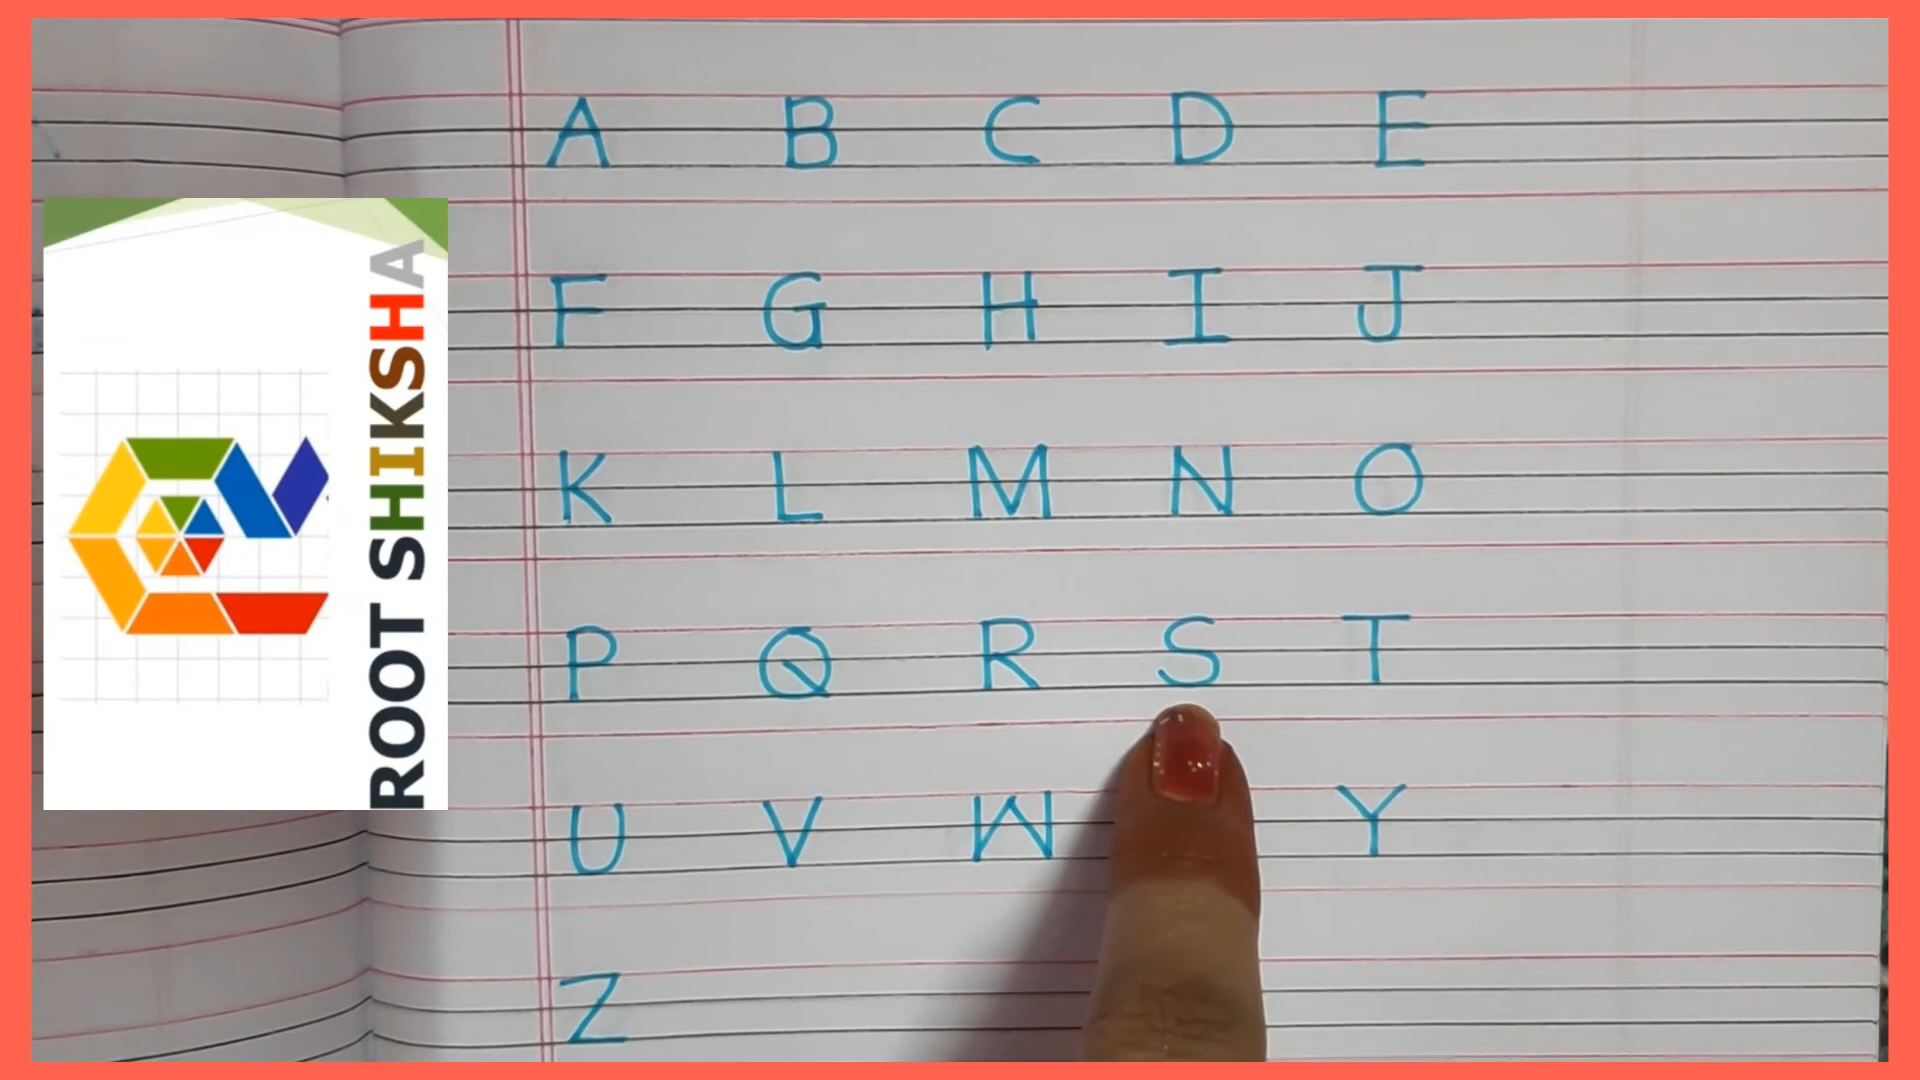 A B C D E
F G H I J
K L M N O
P Q R S T
U V W Y
Z
ROOT SHIKSHA